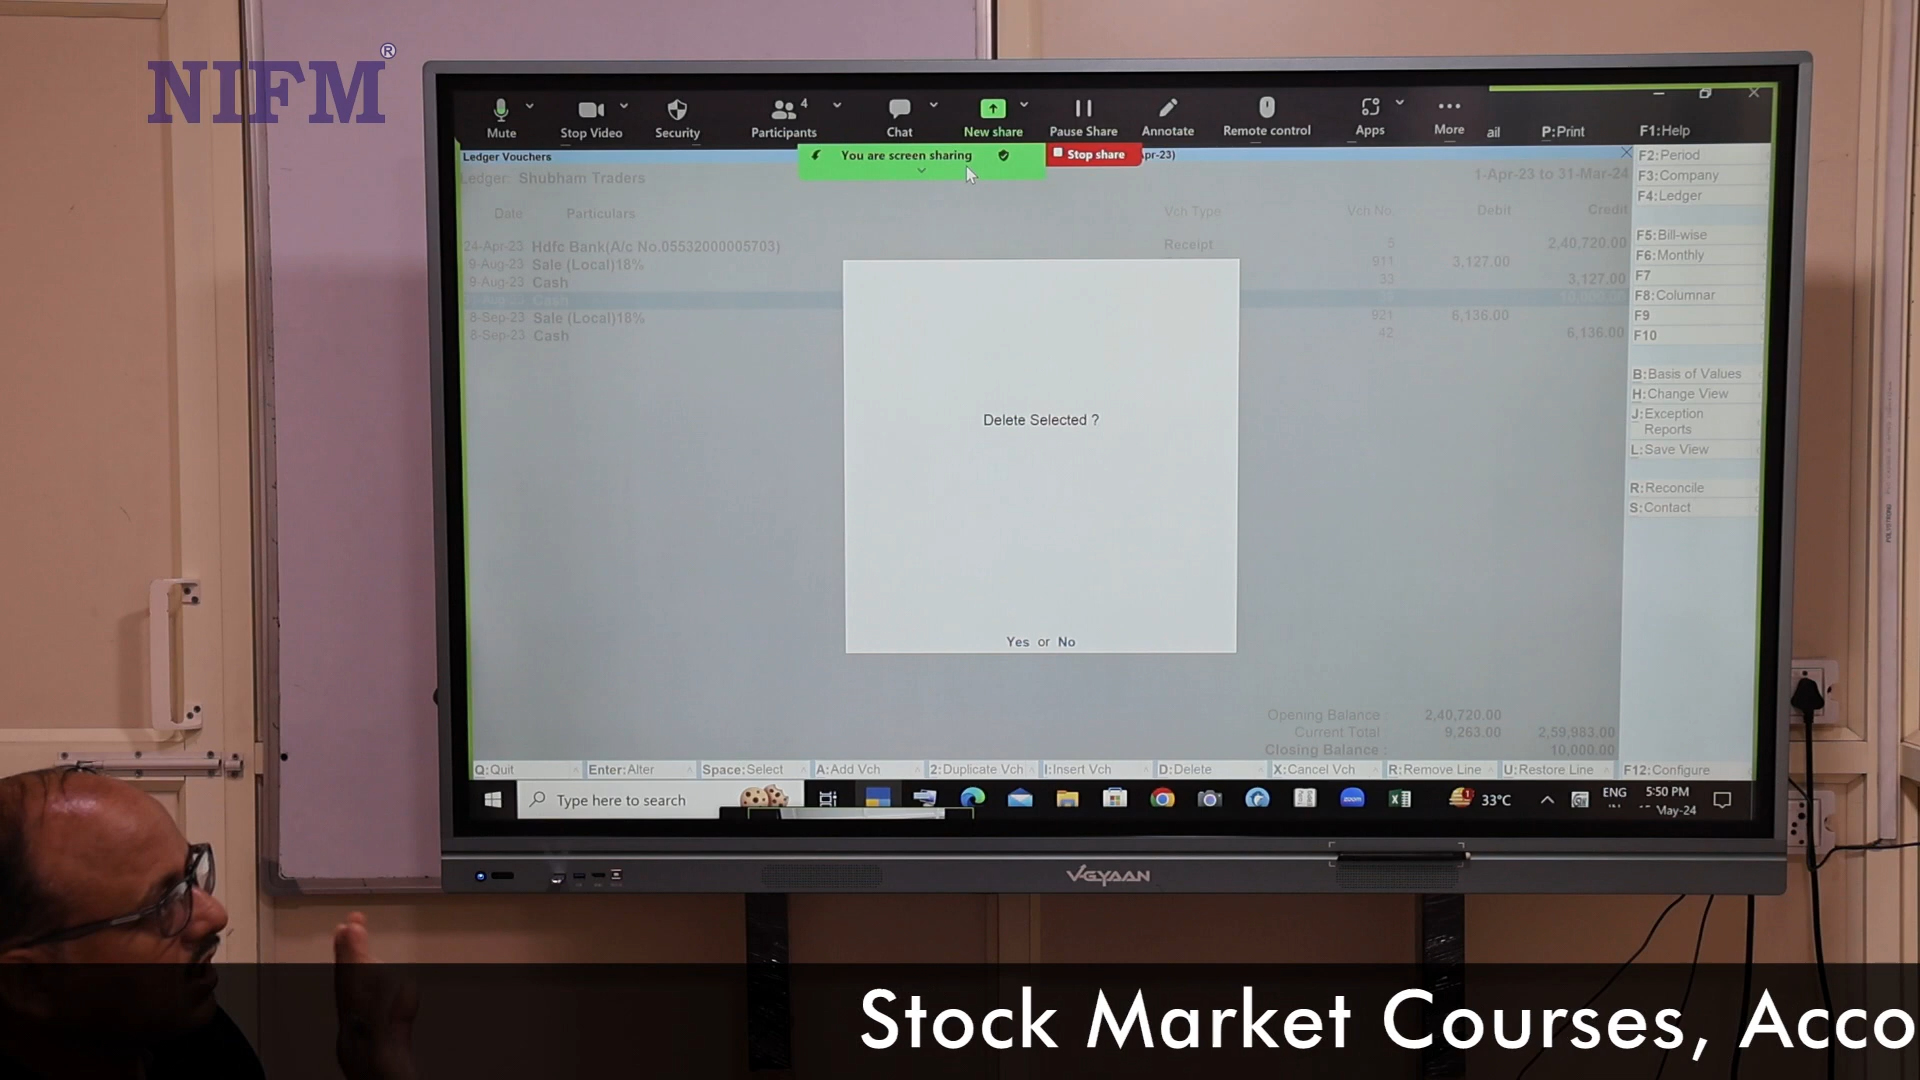 NIFM®
Mute
Stop Video
Security
Participants
4
Chat
New share
Pause Share
Annotate
Remote control
Apps
More
ail
P:Print
F1:Help
Ledger Vouchers
You are screen sharing
Stop share
pr-23)
Ledger: Shubham Traders
1-Apr-23 to 31-Mar-24
Date Particulars Vch Type Vch No. Debit Credit
24-Apr-23 Hdfc Bank(A/c No.05532000005703) Receipt 5 2,40,720.00
9-Aug-23 Sale (Local)18% 911 3,127.00
9-Aug-23 Cash 33 3,127.00
Cash
8-Sep-23 Sale (Local)18% 921 6,136.00
8-Sep-23 Cash 42 6,136.00
Delete Selected ?
Yes or No
Opening Balance : 2,40,720.00
Current Total 9,263.00 2,59,983.00
Closing Balance : 10,000.00
F2:Period
F3:Company
F4:Ledger
F5:Bill-wise
F6:Monthly
F7
F8:Columnar
F9
F10
B:Basis of Values
H:Change View
J:Exception
Reports
L:Save View
R:Reconcile
S:Contact
Q:Quit Enter:Alter Space:Select A:Add Vch 2:Duplicate Vch I:Insert Vch D:Delete X:Cancel Vch R:Remove Line U:Restore Line F12:Configure
Type here to search
zoom
33°C
ENG
5:50 PM
May-24
V-GYAAN
Stock Market Courses, Acco